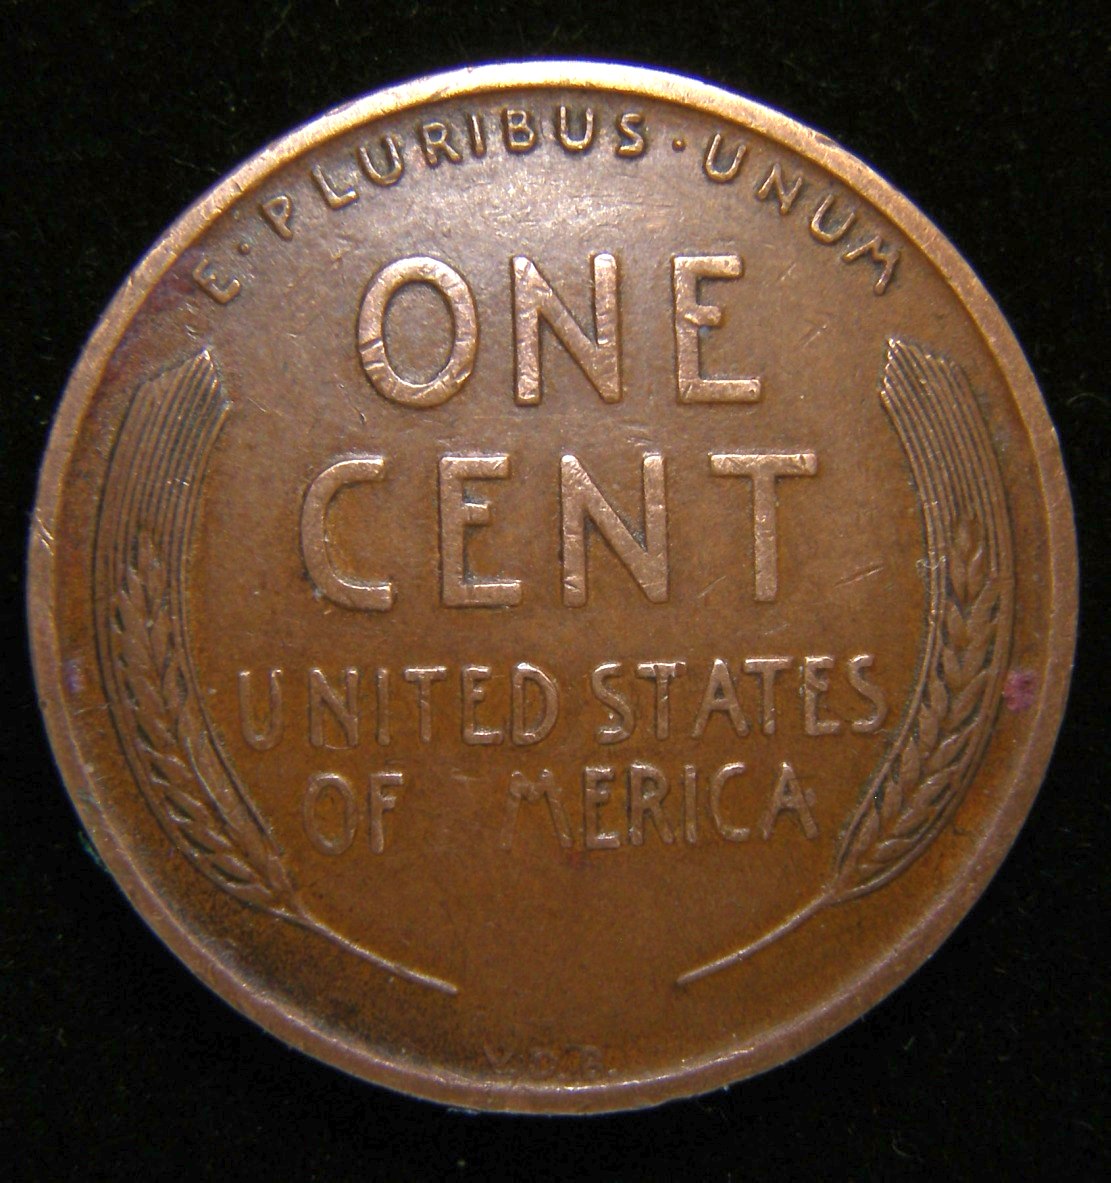 E · PLURIBUS · UNUM
ONE
CENT
UNITED STATES
OF MERICA
V.D.B.